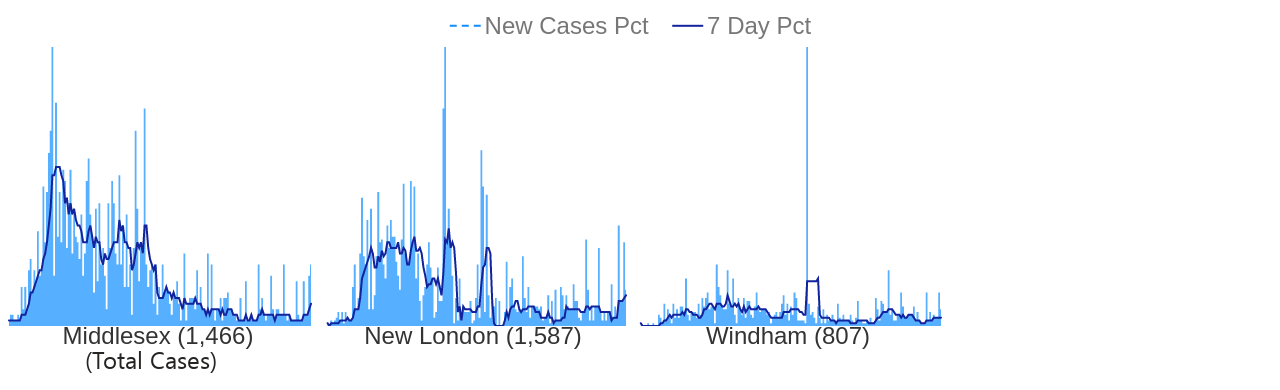 New Cases Pct 7 Day Pct
Middlesex (1,466) New London (1,587) Windham (807)
(Total Cases)